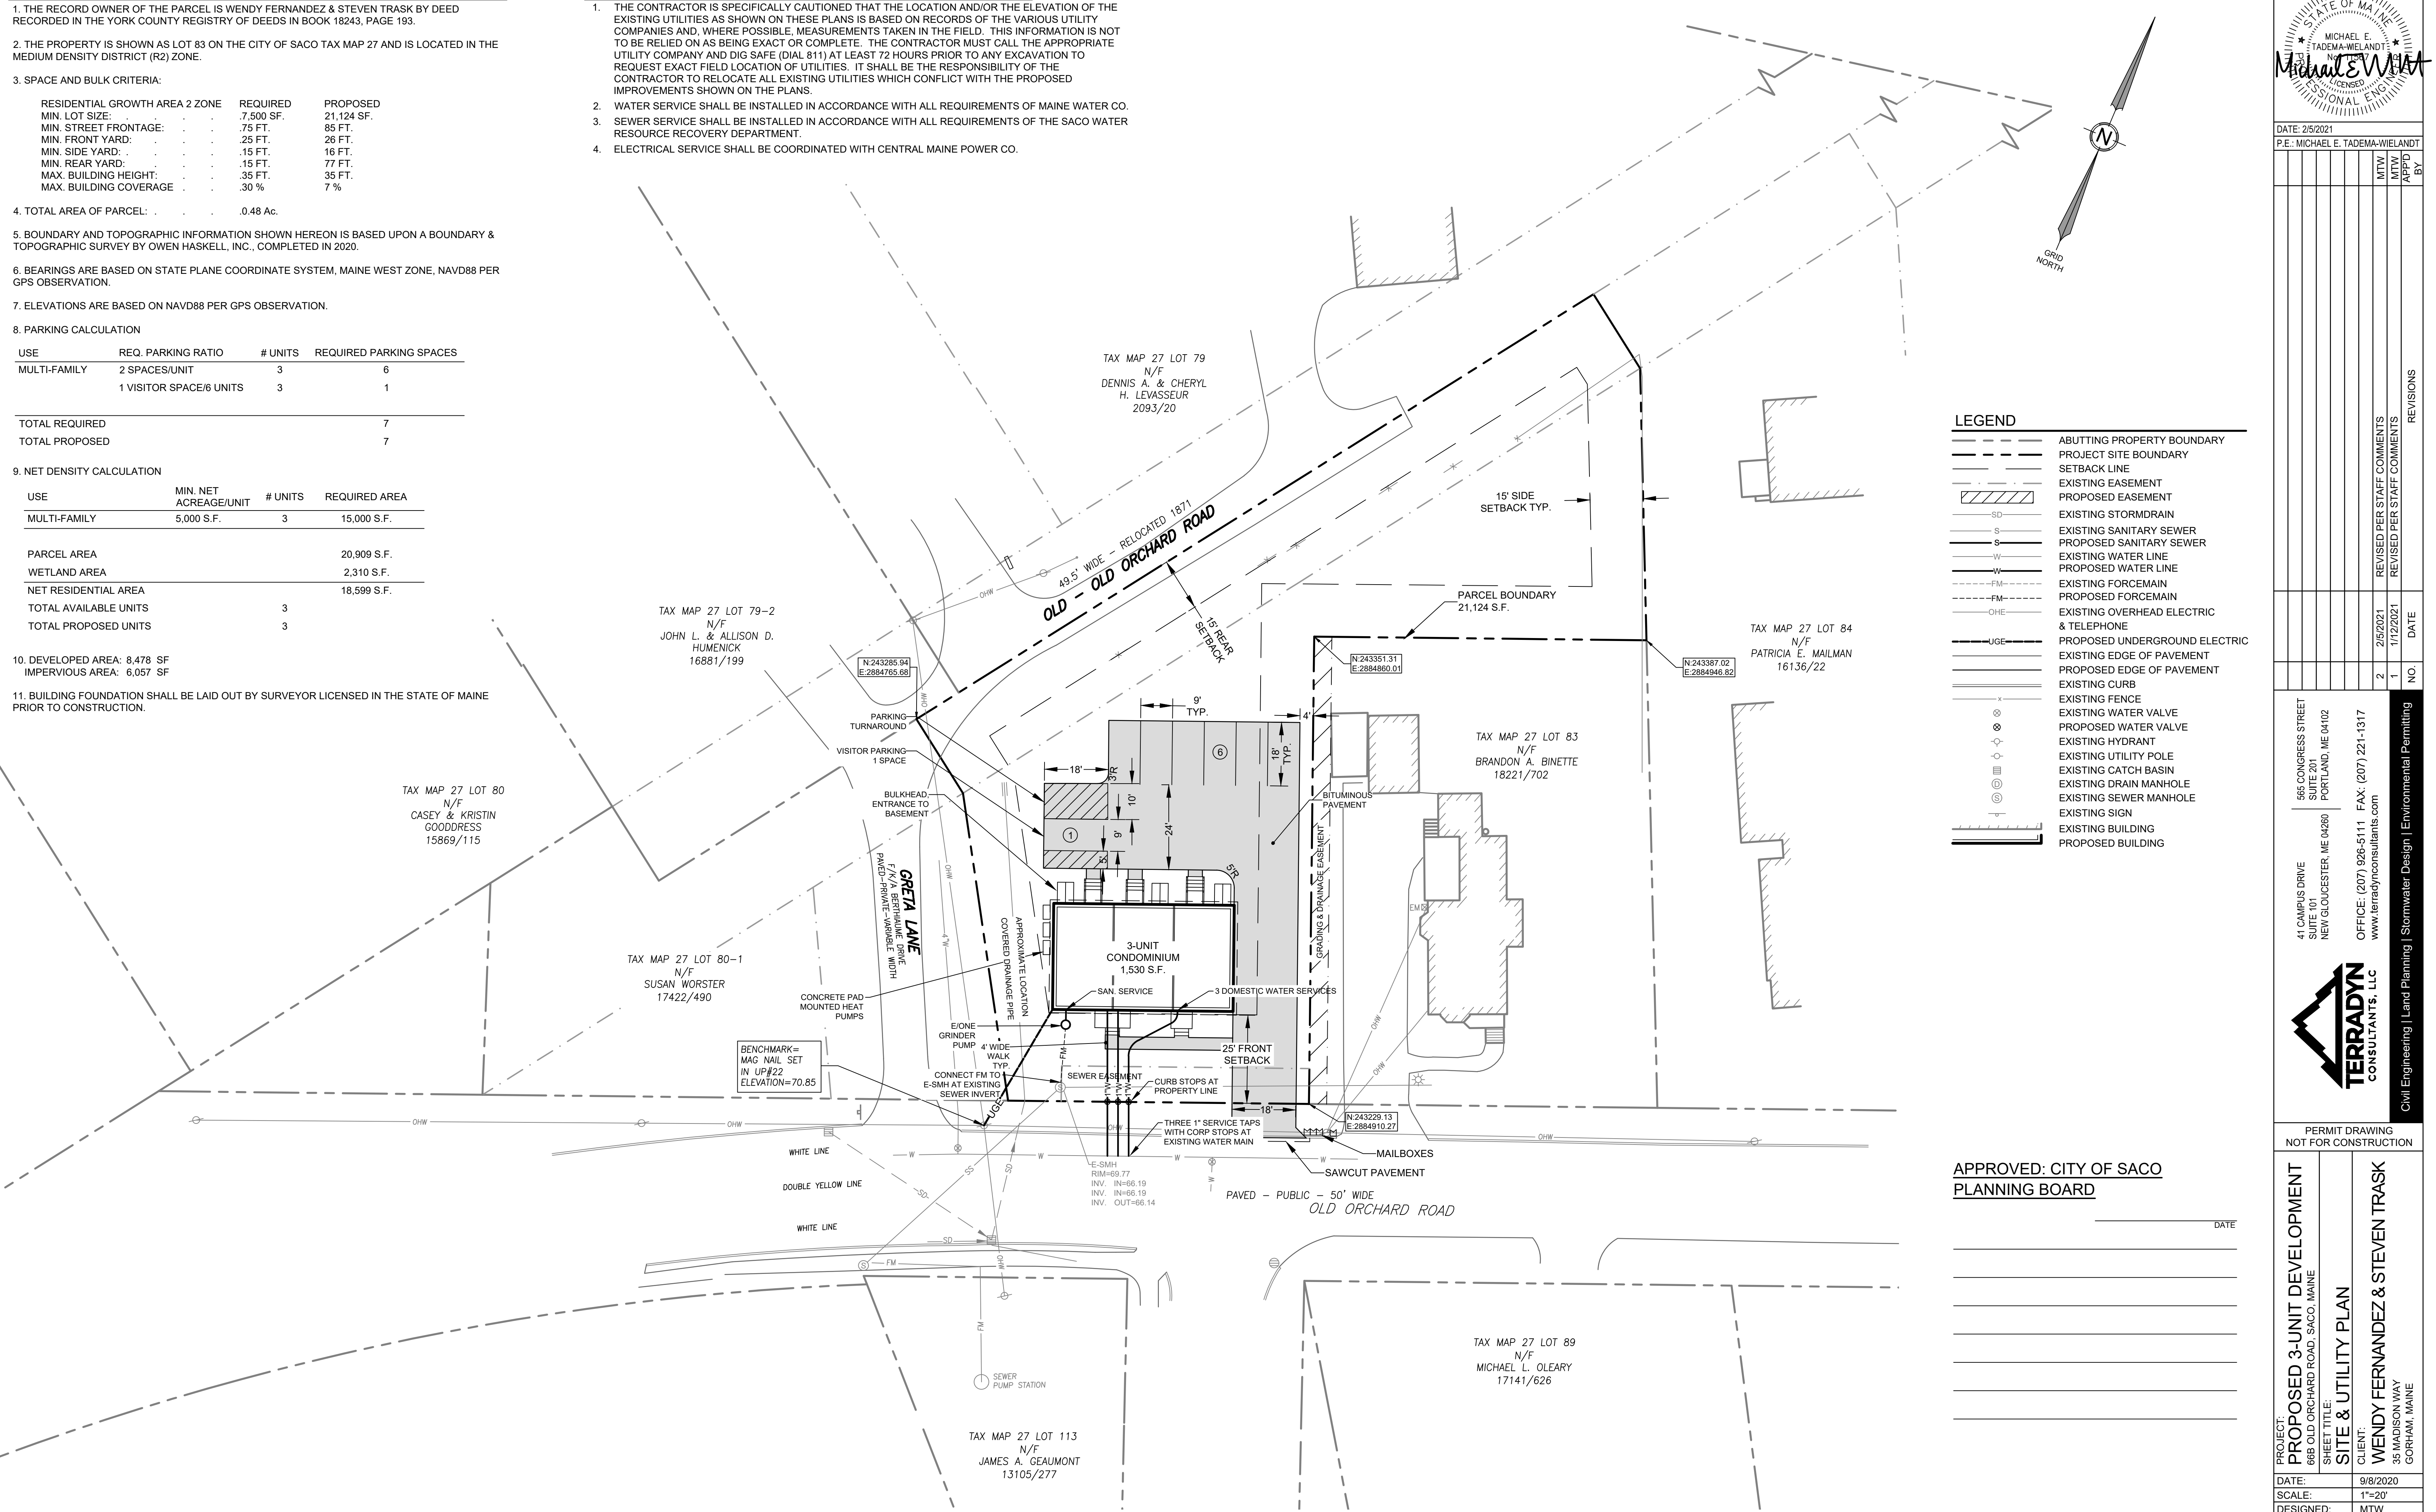 1. THE RECORD OWNER OF THE PARCEL IS WENDY FERNANDEZ & STEVEN TRASK BY DEED
RECORDED IN THE YORK COUNTY REGISTRY OF DEEDS IN BOOK 18243, PAGE 193.
2. THE PROPERTY IS SHOWN AS LOT 83 ON THE CITY OF SACO TAX MAP 27 AND IS LOCATED IN THE
MEDIUM DENSITY DISTRICT (R2) ZONE.
3. SPACE AND BULK CRITERIA:
RESIDENTIAL GROWTH AREA 2 ZONE REQUIRED PROPOSED
MIN. LOT SIZE: . . . . .7,500 SF. 21,124 SF.
MIN. STREET FRONTAGE: . . .75 FT. 85 FT.
MIN. FRONT YARD: . . . .25 FT. 26 FT.
MIN. SIDE YARD: . . . . .15 FT. 16 FT.
MIN. REAR YARD: . . . .15 FT. 77 FT.
MAX. BUILDING HEIGHT: . . .35 FT. 35 FT.
MAX. BUILDING COVERAGE . . .30 % 7 %
4. TOTAL AREA OF PARCEL: . . . .0.48 Ac.
5. BOUNDARY AND TOPOGRAPHIC INFORMATION SHOWN HEREON IS BASED UPON A BOUNDARY &
TOPOGRAPHIC SURVEY BY OWEN HASKELL, INC., COMPLETED IN 2020.
6. BEARINGS ARE BASED ON STATE PLANE COORDINATE SYSTEM, MAINE WEST ZONE, NAVD88 PER
GPS OBSERVATION.
7. ELEVATIONS ARE BASED ON NAVD88 PER GPS OBSERVATION.
8. PARKING CALCULATION
USE REQ. PARKING RATIO # UNITS REQUIRED PARKING SPACES
MULTI-FAMILY 2 SPACES/UNIT 3 6
1 VISITOR SPACE/6 UNITS 3 1
TOTAL REQUIRED 7
TOTAL PROPOSED 7
9. NET DENSITY CALCULATION
USE MIN. NET ACREAGE/UNIT # UNITS REQUIRED AREA
MULTI-FAMILY 5,000 S.F. 3 15,000 S.F.
PARCEL AREA 20,909 S.F.
WETLAND AREA 2,310 S.F.
NET RESIDENTIAL AREA 18,599 S.F.
TOTAL AVAILABLE UNITS 3
TOTAL PROPOSED UNITS 3
10. DEVELOPED AREA: 8,478 SF
IMPERVIOUS AREA: 6,057 SF
11. BUILDING FOUNDATION SHALL BE LAID OUT BY SURVEYOR LICENSED IN THE STATE OF MAINE
PRIOR TO CONSTRUCTION.
1. THE CONTRACTOR IS SPECIFICALLY CAUTIONED THAT THE LOCATION AND/OR THE ELEVATION OF THE
EXISTING UTILITIES AS SHOWN ON THESE PLANS IS BASED ON RECORDS OF THE VARIOUS UTILITY
COMPANIES AND, WHERE POSSIBLE, MEASUREMENTS TAKEN IN THE FIELD. THIS INFORMATION IS NOT
TO BE RELIED ON AS BEING EXACT OR COMPLETE. THE CONTRACTOR MUST CALL THE APPROPRIATE
UTILITY COMPANY AND DIG SAFE (DIAL 811) AT LEAST 72 HOURS PRIOR TO ANY EXCAVATION TO
REQUEST EXACT FIELD LOCATION OF UTILITIES. IT SHALL BE THE RESPONSIBILITY OF THE
CONTRACTOR TO RELOCATE ALL EXISTING UTILITIES WHICH CONFLICT WITH THE PROPOSED
IMPROVEMENTS SHOWN ON THE PLANS.
2. WATER SERVICE SHALL BE INSTALLED IN ACCORDANCE WITH ALL REQUIREMENTS OF MAINE WATER CO.
3. SEWER SERVICE SHALL BE INSTALLED IN ACCORDANCE WITH ALL REQUIREMENTS OF THE SACO WATER
RESOURCE RECOVERY DEPARTMENT.
4. ELECTRICAL SERVICE SHALL BE COORDINATED WITH CENTRAL MAINE POWER CO.
N
GRID
NORTH
TAX MAP 27 LOT 79
N/F
DENNIS A. & CHERYL
H. LEVASSEUR
2093/20
15' SIDE
SETBACK TYP.
49.5' WIDE - RELOCATED 1871
OLD - OLD ORCHARD ROAD
OHW
15' REAR
SETBACK
PARCEL BOUNDARY
21,124 S.F.
TAX MAP 27 LOT 79-2
N/F
JOHN L. & ALLISON D.
HUMENICK
16881/199
TAX MAP 27 LOT 84
N/F
PATRICIA E. MAILMAN
16136/22
N:243285.94
E:2884765.68
N:243351.31
E:2884860.01
N:243387.02
E:2884946.82
OHW
PARKING
TURNAROUND
VISITOR PARKING
1 SPACE
BULKHEAD,
ENTRANCE TO
BASEMENT
9'
TYP.
4'
18'
TYP.
6
18'
3'R
10'
24'
9'
1
5'
5'R
BITUMINOUS
PAVEMENT
GRADING & DRAINAGE EASEMENT
TAX MAP 27 LOT 83
N/F
BRANDON A. BINETTE
18221/702
EM
TAX MAP 27 LOT 80
N/F
CASEY & KRISTIN
GOODDRESS
15869/115
GRETA LANE
F/K/A BERTHIAUME DRIVE
PAVED-PRIVATE-VARIABLE WIDTH
OHW
4"W
APPROXIMATE LOCATION
COVERED DRAINAGE PIPE
3-UNIT
CONDOMINIUM
1,530 S.F.
TAX MAP 27 LOT 80-1
N/F
SUSAN WORSTER
17422/490
CONCRETE PAD
MOUNTED HEAT
PUMPS
SAN. SERVICE
3 DOMESTIC WATER SERVICES
E/ONE
GRINDER
PUMP
4' WIDE
WALK
TYP.
FM
25' FRONT
SETBACK
OHW
OHW
BENCHMARK=
MAG NAIL SET
IN UP#22
ELEVATION=70.85
CONNECT FM TO
E-SMH AT EXISTING
SEWER INVERT
SEWER EASEMENT
S
1"W
1"W
1"W
CURB STOPS AT
PROPERTY LINE
UGE
18'
N:243229.13
E:2884910.27
THREE 1" SERVICE TAPS
WITH CORP STOPS AT
EXISTING WATER MAIN
MAILBOXES
SAWCUT PAVEMENT
OHW
OHW
OHW
OHW
W
W
W
W
W
E-SMH
RIM=69.77
INV. IN=66.19
INV. IN=66.19
INV. OUT=66.14
WHITE LINE
DOUBLE YELLOW LINE
WHITE LINE
SS
SD
SD
SD
PAVED - PUBLIC - 50' WIDE
OLD ORCHARD ROAD
S
FM
OHW
FM
SEWER
PUMP STATION
TAX MAP 27 LOT 89
N/F
MICHAEL L. OLEARY
17141/626
TAX MAP 27 LOT 113
N/F
JAMES A. GEAUMONT
13105/277
LEGEND
ABUTTING PROPERTY BOUNDARY
PROJECT SITE BOUNDARY
SETBACK LINE
EXISTING EASEMENT
PROPOSED EASEMENT
SD EXISTING STORMDRAIN
S EXISTING SANITARY SEWER
S PROPOSED SANITARY SEWER
W EXISTING WATER LINE
W PROPOSED WATER LINE
FM EXISTING FORCEMAIN
FM PROPOSED FORCEMAIN
OHE EXISTING OVERHEAD ELECTRIC
& TELEPHONE
UGE PROPOSED UNDERGROUND ELECTRIC
EXISTING EDGE OF PAVEMENT
PROPOSED EDGE OF PAVEMENT
EXISTING CURB
x EXISTING FENCE
EXISTING WATER VALVE
PROPOSED WATER VALVE
EXISTING HYDRANT
EXISTING UTILITY POLE
EXISTING CATCH BASIN
D EXISTING DRAIN MANHOLE
S EXISTING SEWER MANHOLE
EXISTING SIGN
EXISTING BUILDING
PROPOSED BUILDING
APPROVED: CITY OF SACO
PLANNING BOARD
DATE
STATE OF MAINE
MICHAEL E.
TADEMA-WIELANDT
LICENSED
PROFESSIONAL ENGINEER
DATE: 2/5/2021
P.E.: MICHAEL E. TADEMA-WIELANDT
2 2/5/2021 REVISED PER STAFF COMMENTS MTW
1 1/12/2021 REVISED PER STAFF COMMENTS MTW
NO. DATE REVISIONS APP'D BY
565 CONGRESS STREET
SUITE 201
PORTLAND, ME 04102
41 CAMPUS DRIVE
SUITE 101
NEW GLOUCESTER, ME 04260
OFFICE: (207) 926-5111 FAX: (207) 221-1317
www.terradynconsultants.com
TERRADYN
CONSULTANTS, LLC
Civil Engineering | Land Planning | Stormwater Design | Environmental Permitting
PERMIT DRAWING
NOT FOR CONSTRUCTION
PROJECT:
PROPOSED 3-UNIT DEVELOPMENT
66B OLD ORCHARD ROAD, SACO, MAINE
SHEET TITLE:
SITE & UTILITY PLAN
CLIENT:
WENDY FERNANDEZ & STEVEN TRASK
35 MADISON WAY
GORHAM, MAINE
DATE: 9/8/2020
SCALE: 1"=20'
DESIGNED: MTW